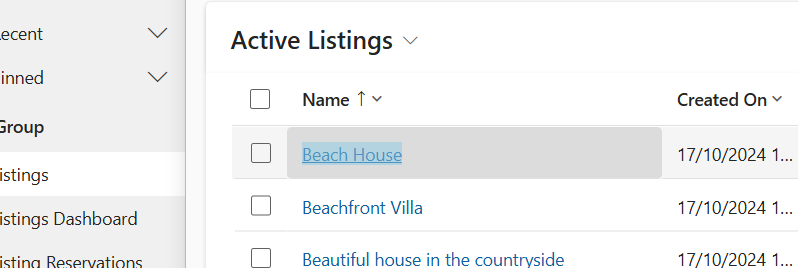 ecent
Active Listings
inned
Name Created On
Group
Beach House 17/10/2024 1...
istings
istings Dashboard
Beachfront Villa 17/10/2024 1...
isting Reservations
Beautiful house in the countryside 17/10/2024 1...